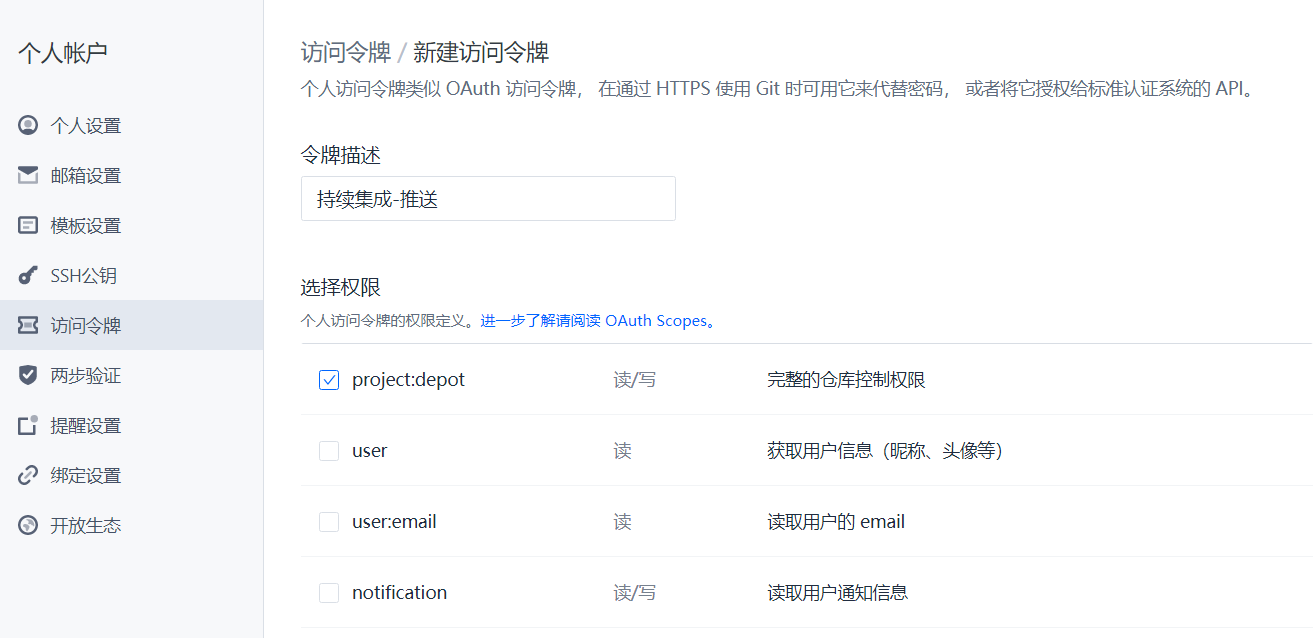 个人帐户
个人设置
邮箱设置
模板设置
SSH公钥
访问令牌
两步验证
提醒设置
绑定设置
开放生态
访问令牌 / 新建访问令牌
个人访问令牌类似 OAuth 访问令牌， 在通过 HTTPS 使用 Git 时可用它来代替密码， 或者将它授权给标准认证系统的 API。
令牌描述
持续集成-推送
选择权限
个人访问令牌的权限定义。进一步了解请阅读 OAuth Scopes。
project:depot 读/写 完整的仓库控制权限
user 读 获取用户信息（昵称、头像等）
user:email 读 读取用户的 email
notification 读/写 读取用户通知信息